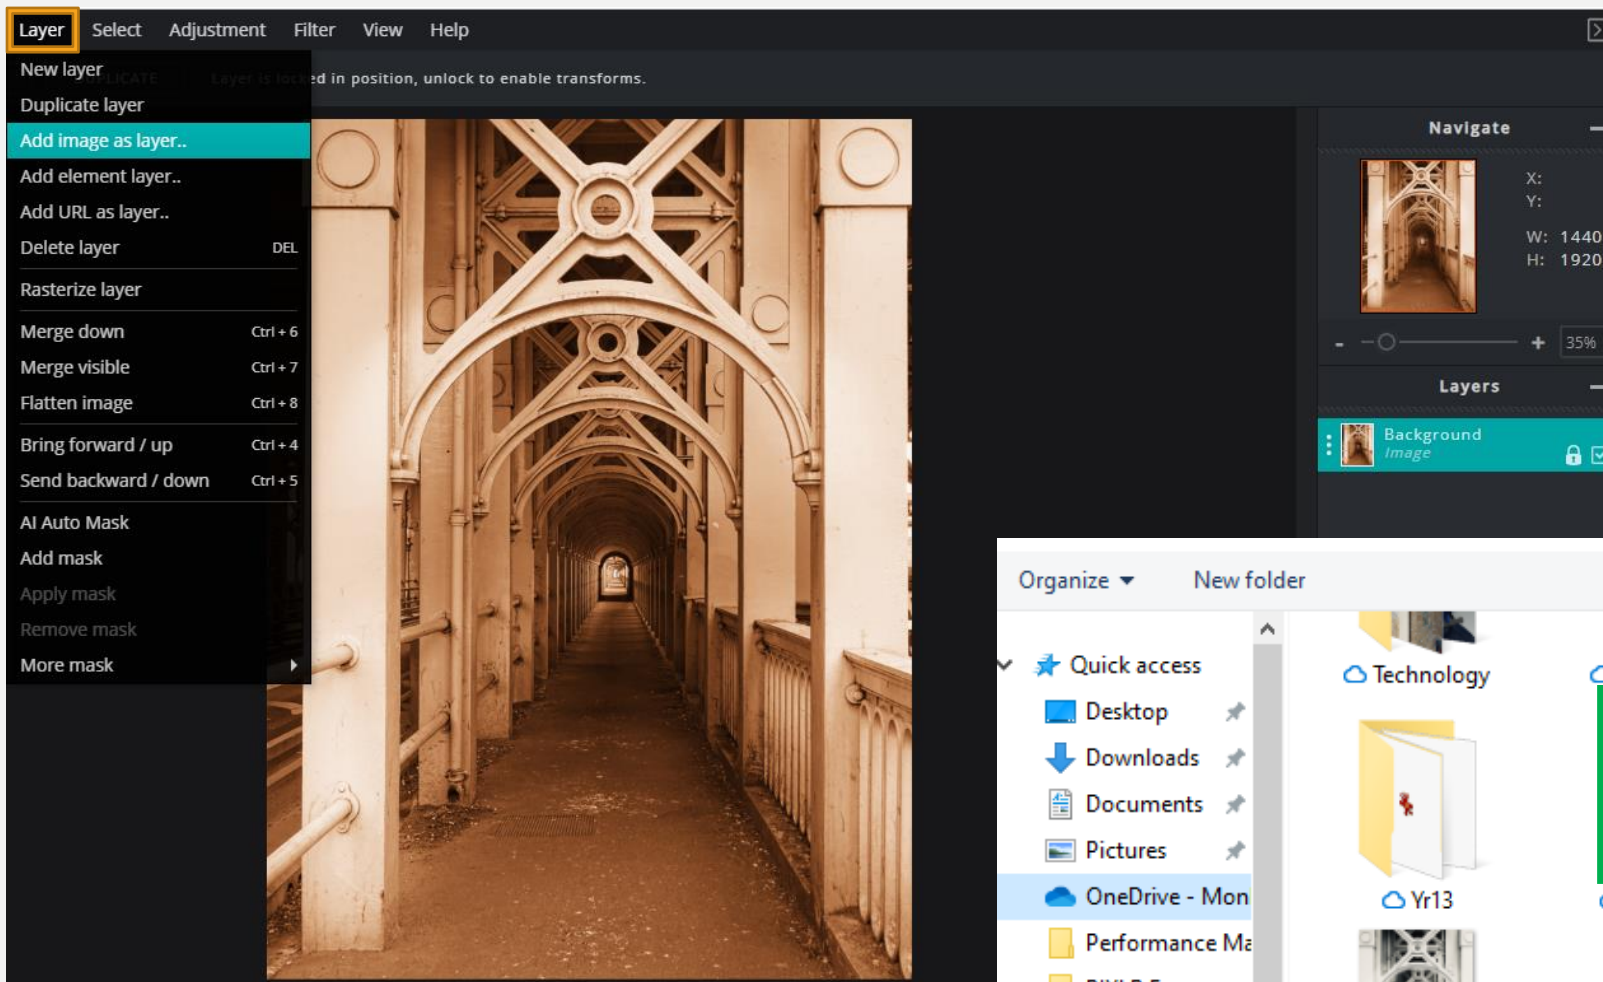 Layer Select Adjustment Filter View Help
DUPLICATE Layer is locked in position, unlock to enable transforms.
New layer
Duplicate layer
Add image as layer..
Add element layer..
Add URL as layer..
Delete layer DEL
Rasterize layer
Merge down Ctrl + 6
Merge visible Ctrl + 7
Flatten image Ctrl + 8
Bring forward / up Ctrl + 4
Send backward / down Ctrl + 5
AI Auto Mask
Add mask
Apply mask
Remove mask
More mask
Navigate
X:
Y:
W: 1440
H: 1920
- + 35%
Layers
Background
Image
Organize New folder
Quick access
Desktop
Downloads
Documents
Pictures
OneDrive - Mon
Performance Ma
Technology
Yr13